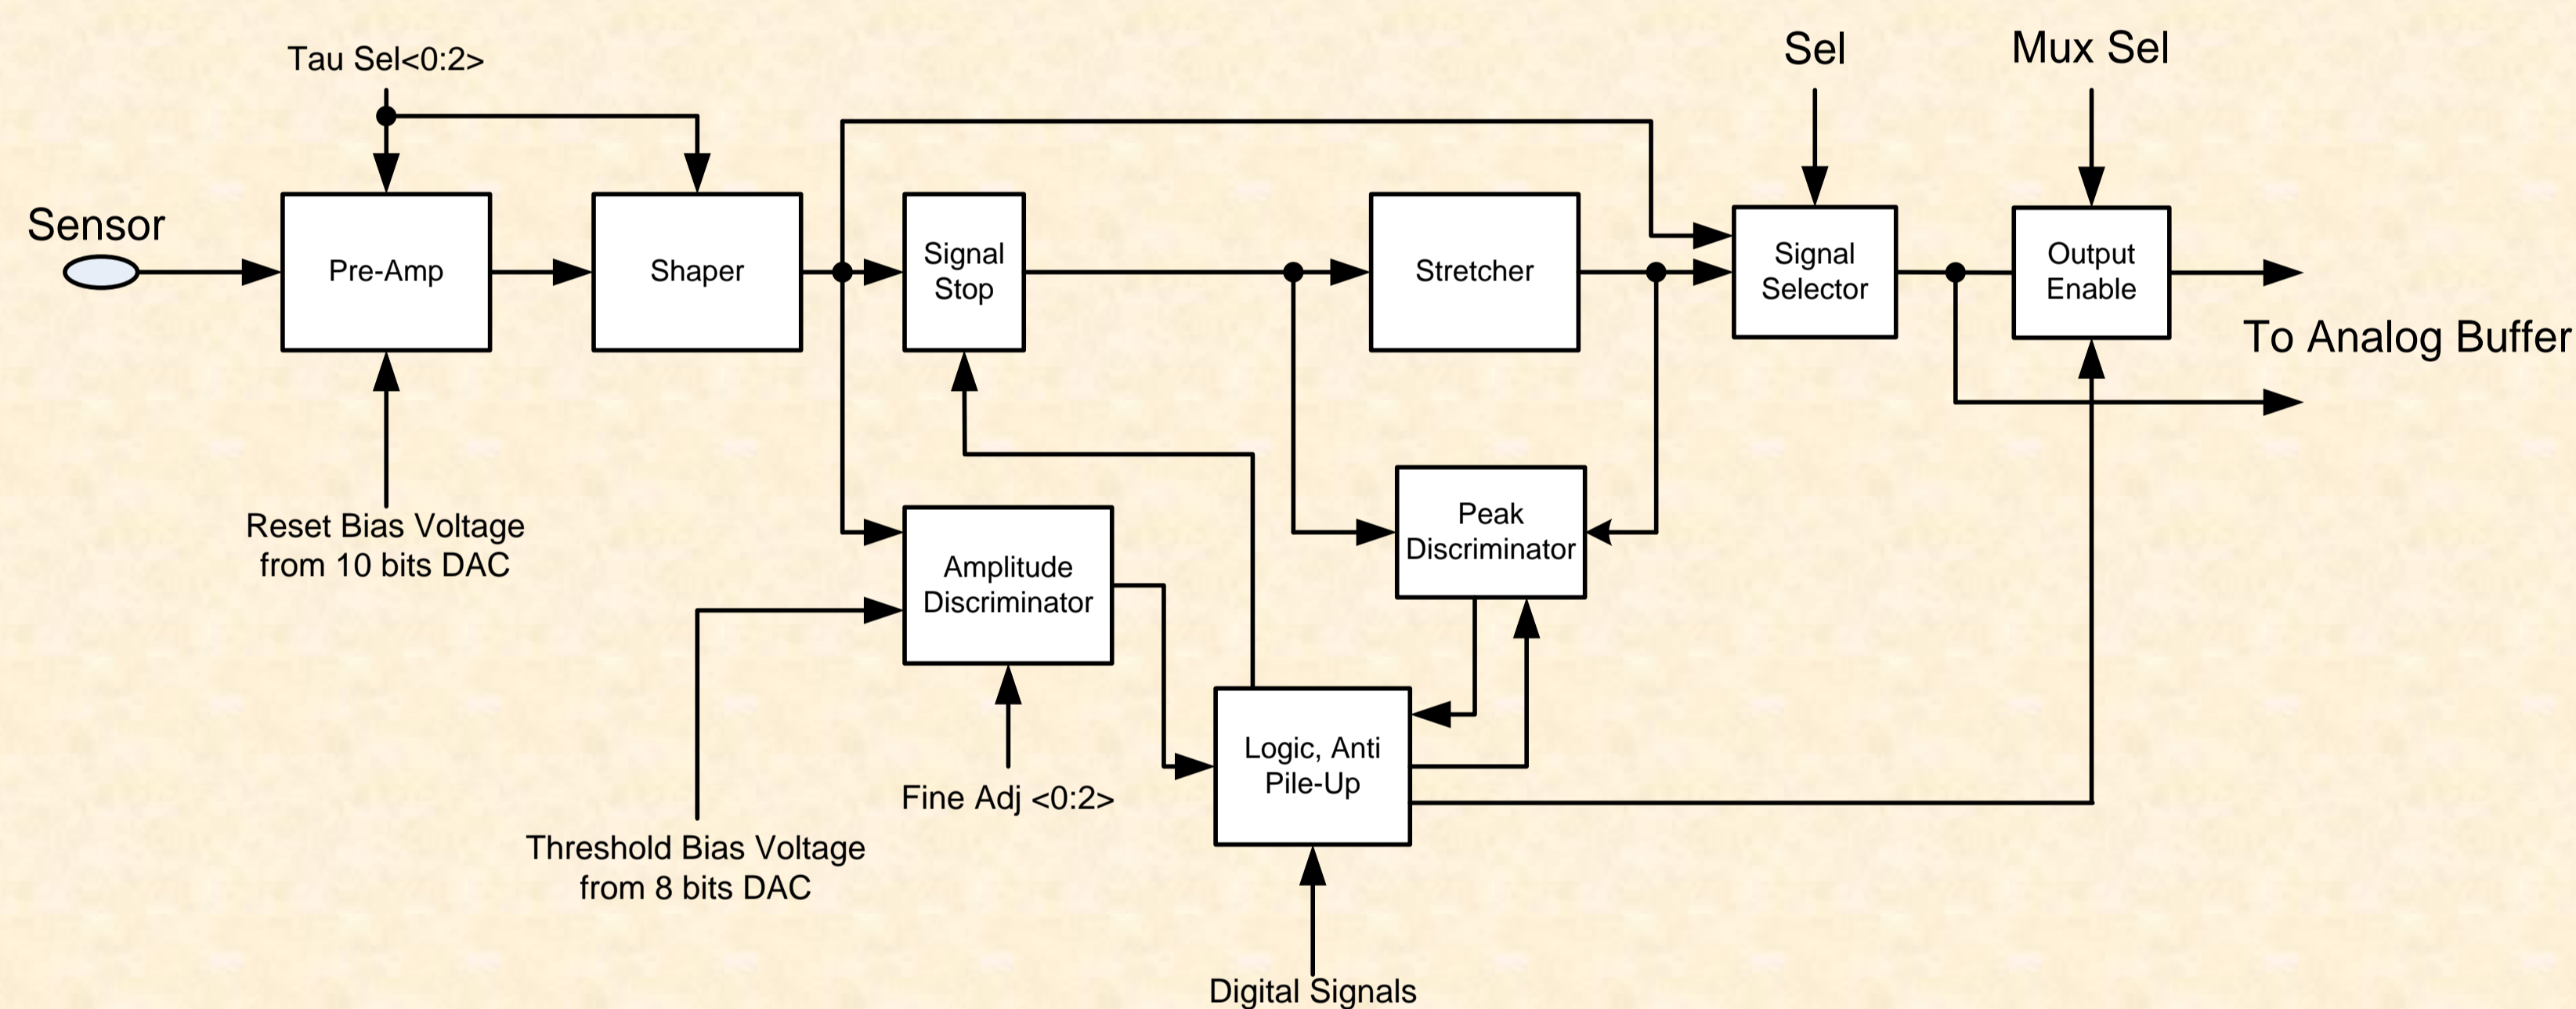 Tau Sel<0:2>
Sel
Mux Sel
Sensor
Pre-Amp
Shaper
Signal
Stop
Stretcher
Signal
Selector
Output
Enable
To Analog Buffer
Reset Bias Voltage
from 10 bits DAC
Peak
Discriminator
Amplitude
Discriminator
Logic, Anti
Pile-Up
Fine Adj <0:2>
Threshold Bias Voltage
from 8 bits DAC
Digital Signals